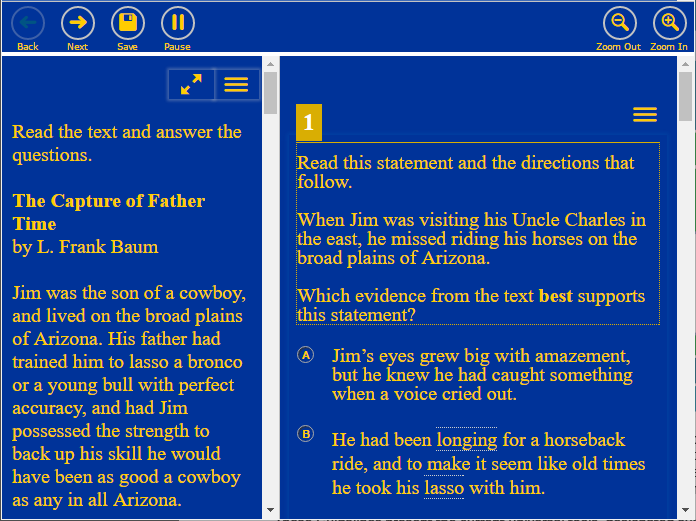 Back Next Save Pause Zoom Out Zoom In
Read the text and answer the
questions.
The Capture of Father
Time
by L. Frank Baum
Jim was the son of a cowboy,
and lived on the broad plains
of Arizona. His father had
trained him to lasso a bronco
or a young bull with perfect
accuracy, and had Jim
possessed the strength to
back up his skill he would
have been as good a cowboy
as any in all Arizona.
1
Read this statement and the directions that
follow.
When Jim was visiting his Uncle Charles in
the east, he missed riding his horses on the
broad plains of Arizona.
Which evidence from the text best supports
this statement?
A Jim’s eyes grew big with amazement,
but he knew he had caught something
when a voice cried out.
B He had been longing for a horseback
ride, and to make it seem like old times
he took his lasso with him.